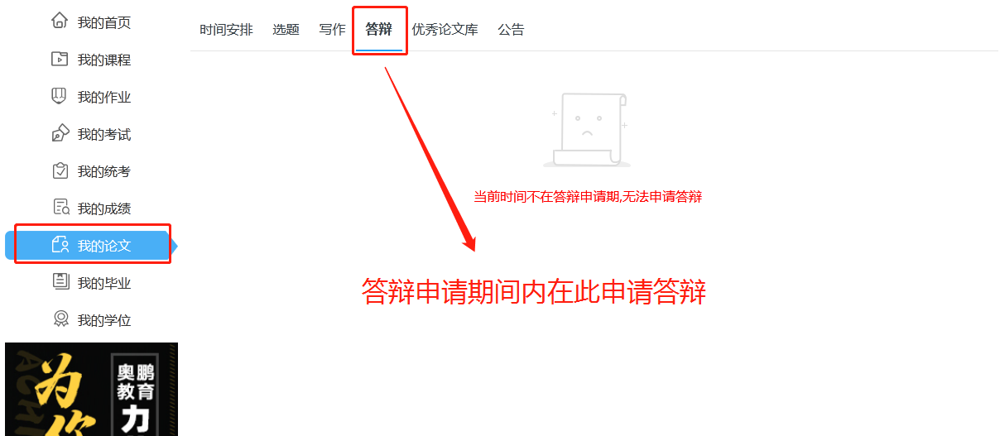 我的首页
我的课程
我的作业
我的考试
我的统考
我的成绩
我的论文
我的毕业
我的学位
时间安排 选题 写作 答辩 优秀论文库 公告
当前时间不在答辩申请期,无法申请答辩
答辩申请期间内在此申请答辩
为你
奥鹏
教育
力